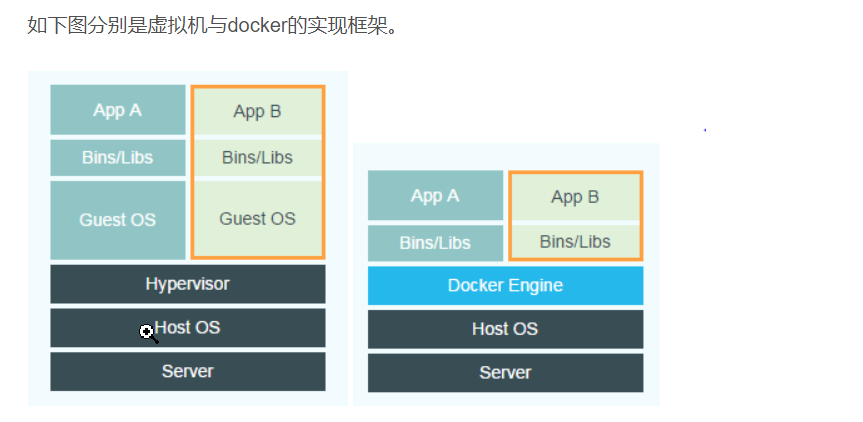 如下图分别是虚拟机与docker的实现框架。
App A
App B
Bins/Libs
Bins/Libs
Guest OS
Guest OS
Hypervisor
Host OS
Server
App A
App B
Bins/Libs
Bins/Libs
Docker Engine
Host OS
Server